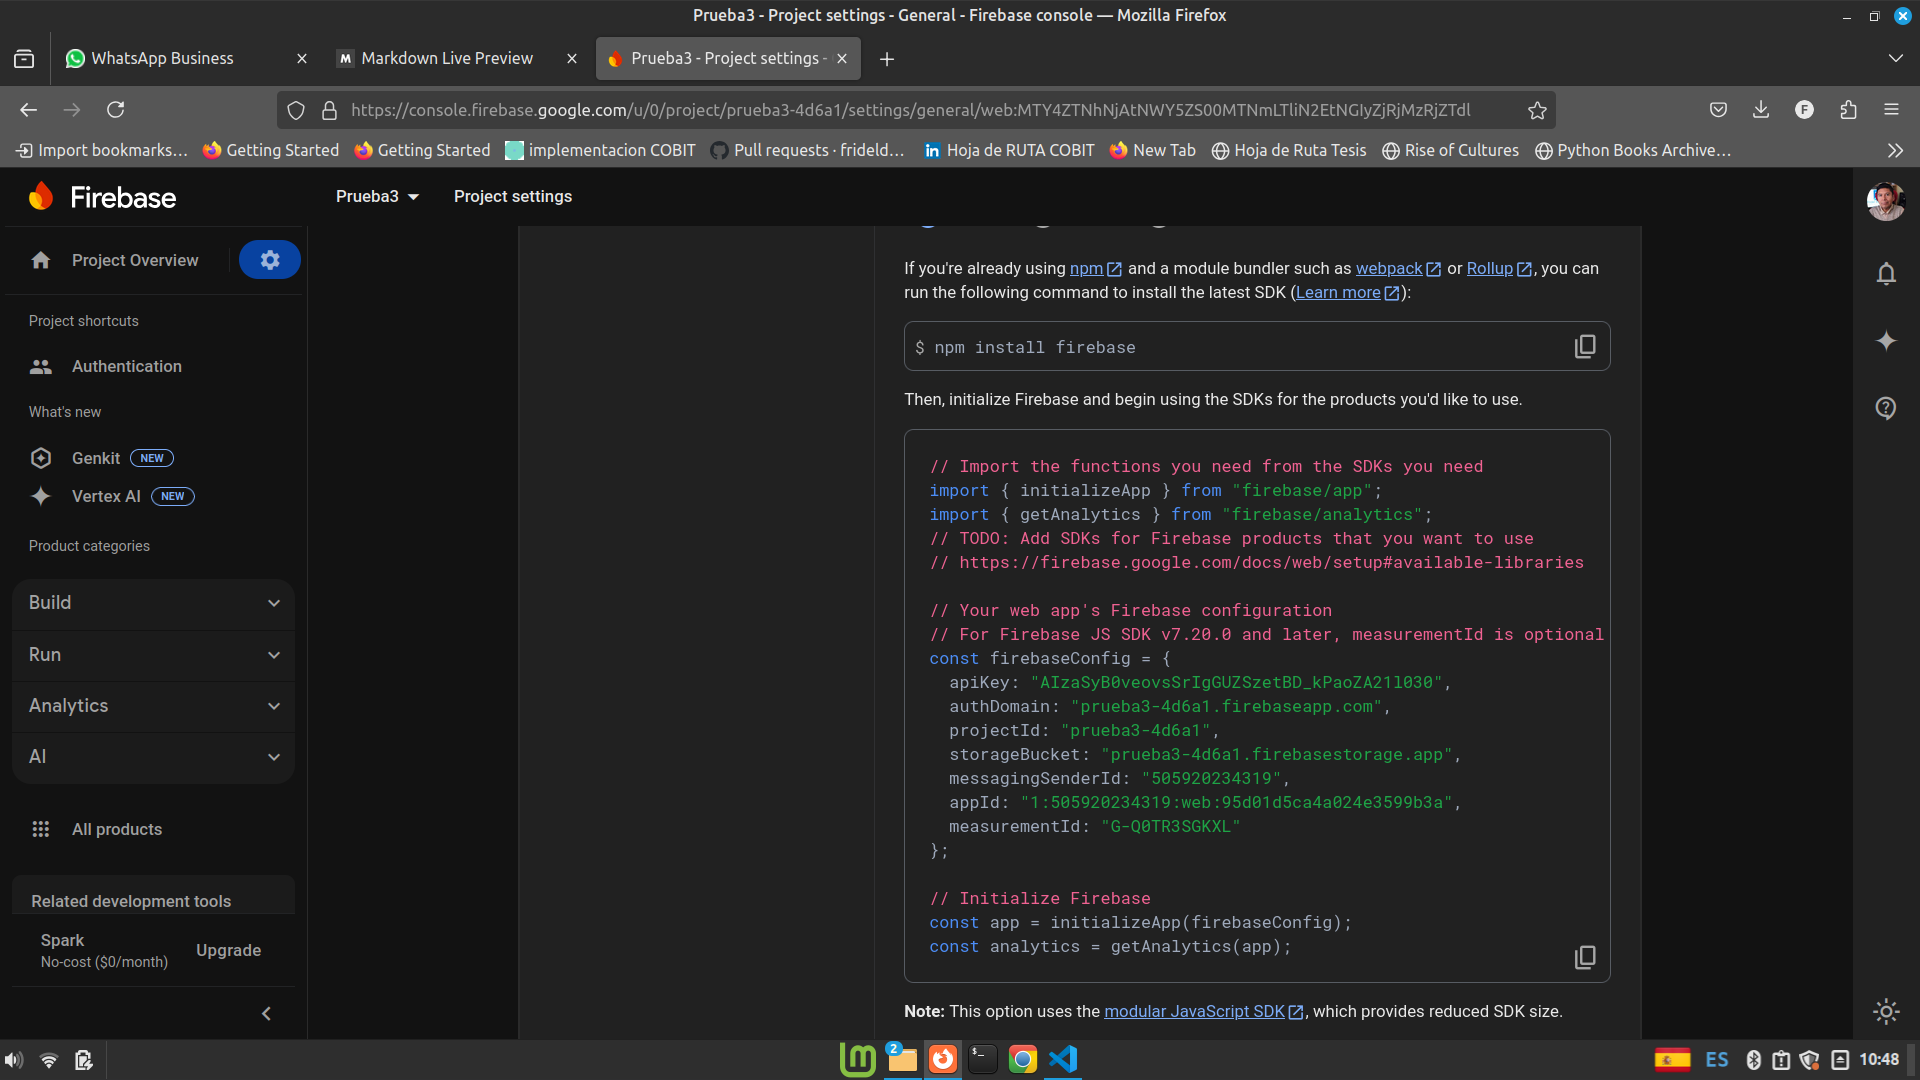 Prueba3 - Project settings - General - Firebase console — Mozilla Firefox
WhatsApp Business
M Markdown Live Preview
Prueba3 - Project settings -
https://console.firebase.google.com/u/0/project/prueba3-4d6a1/settings/general/web:MTY4ZTNhNjAtNWY5ZS00MTNmLTliN2EtNGIyZjRjMzRjZTdl
F
Import bookmarks…
Getting Started
Getting Started
implementacion COBIT
Pull requests · frideld…
in Hoja de RUTA COBIT
New Tab
Hoja de Ruta Tesis
Rise of Cultures
Python Books Archive…
Firebase
Prueba3
Project settings
Project Overview
Project shortcuts
Authentication
What's new
Genkit NEW
Vertex AI NEW
Product categories
Build
Run
Analytics
AI
All products
Related development tools
Spark
No-cost ($0/month)
Upgrade
If you're already using npm and a module bundler such as webpack or Rollup, you can
run the following command to install the latest SDK (Learn more):
$ npm install firebase
Then, initialize Firebase and begin using the SDKs for the products you'd like to use.
// Import the functions you need from the SDKs you need
import { initializeApp } from "firebase/app";
import { getAnalytics } from "firebase/analytics";
// TODO: Add SDKs for Firebase products that you want to use
// https://firebase.google.com/docs/web/setup#available-libraries
// Your web app's Firebase configuration
// For Firebase JS SDK v7.20.0 and later, measurementId is optional
const firebaseConfig = {
apiKey: "AIzaSyB0veovsSrIgGUZSzetBD_kPaoZA21l030",
authDomain: "prueba3-4d6a1.firebaseapp.com",
projectId: "prueba3-4d6a1",
storageBucket: "prueba3-4d6a1.firebasestorage.app",
messagingSenderId: "505920234319",
appId: "1:505920234319:web:95d01d5ca4a024e3599b3a",
measurementId: "G-Q0TR3SGKXL"
};
// Initialize Firebase
const app = initializeApp(firebaseConfig);
const analytics = getAnalytics(app);
Note: This option uses the modular JavaScript SDK, which provides reduced SDK size.
2
ES
10:48